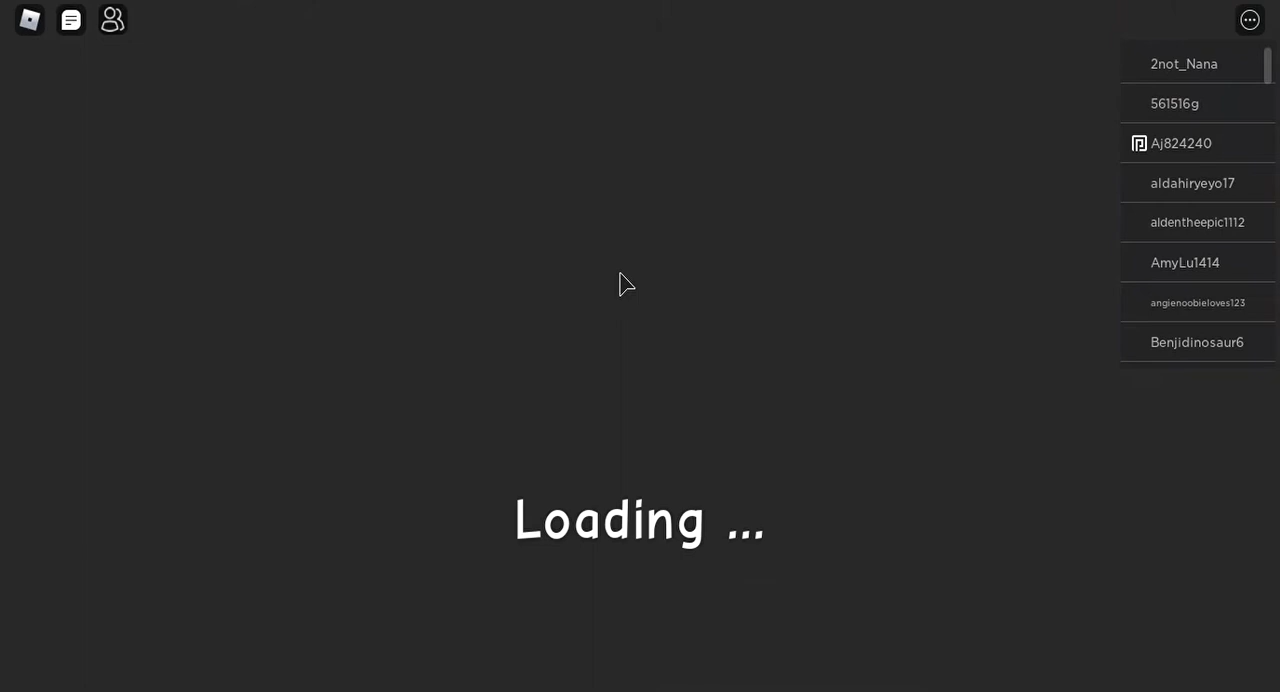 2not_Nana
561516g
Aj824240
aldahiryeyo17
aldentheepic1112
AmyLu1414
angienoobieloves123
Benjidinosaur6
Loading ...